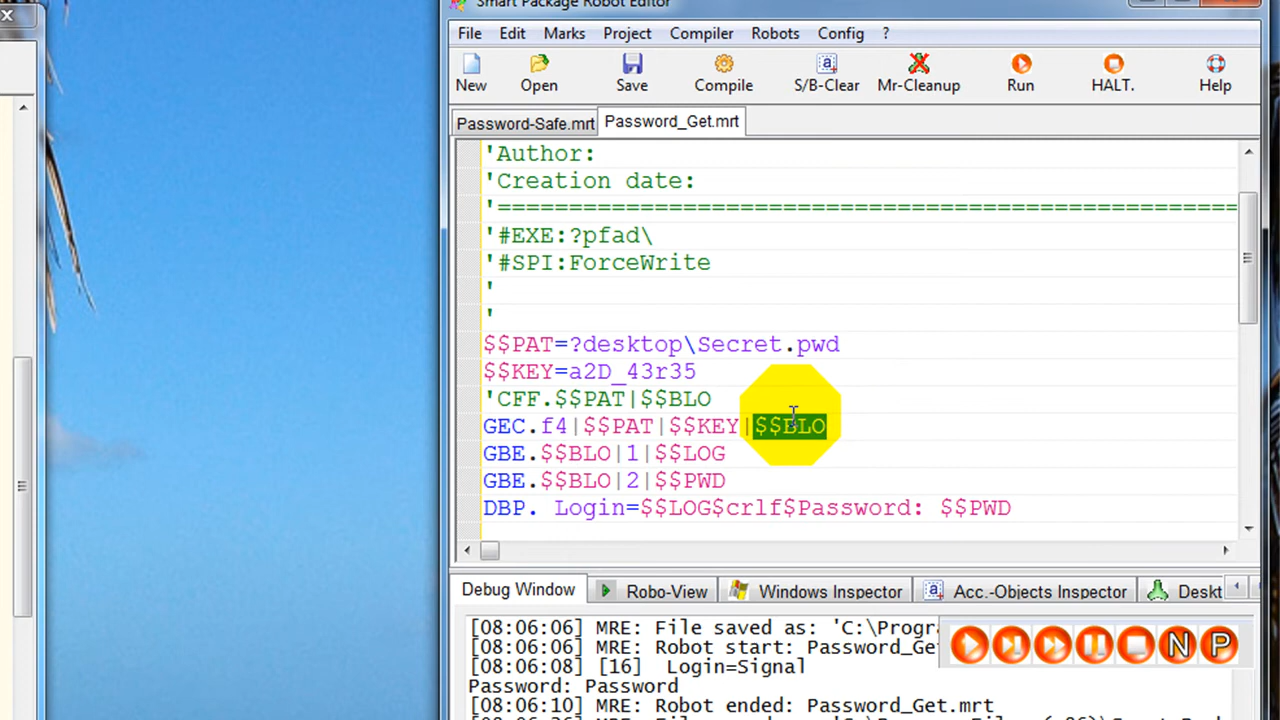 Smart Package Robot Editor
File Edit Marks Project Compiler Robots Config ?
New Open Save Compile S/B-Clear Mr-Cleanup Run HALT. Help
Password-Safe.mrt Password_Get.mrt
'Author:
'Creation date:
'=====================================================
'#EXE:?pfad\
'#SPI:ForceWrite
'
'
$$PAT=?desktop\Secret.pwd
$$KEY=a2D_43r35
'CFF.$$PAT|$$BLO
GEC.f4|$$PAT|$$KEY|$$BLO
GBE.$$BLO|1|$$LOG
GBE.$$BLO|2|$$PWD
DBP. Login=$$LOG$crlf$Password: $$PWD
Debug Window Robo-View Windows Inspector Acc.-Objects Inspector Deskt
[08:06:06] MRE: File saved as: 'C:\Progra
[08:06:06] MRE: Robot start: Password_Ge
[08:06:08] [16] Login=Signal
Password: Password
[08:06:10] MRE: Robot ended: Password_Get.mrt
N P